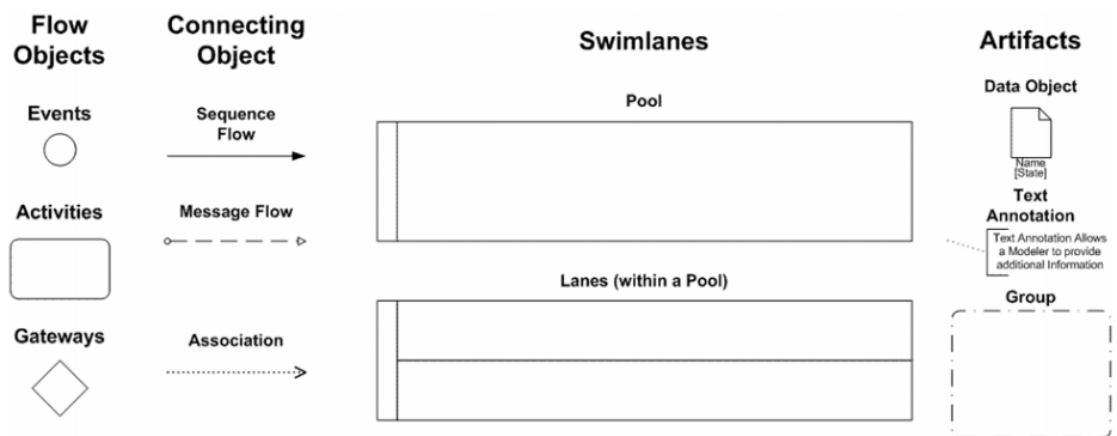 Flow
Objects
Events
Activities
Gateways
Connecting
Object
Sequence
Flow
Message Flow
Association
Swimlanes
Pool
Lanes (within a Pool)
Artifacts
Data Object
Name
[State]
Text
Annotation
Text Annotation Allows
a Modeler to provide
additional Information
Group